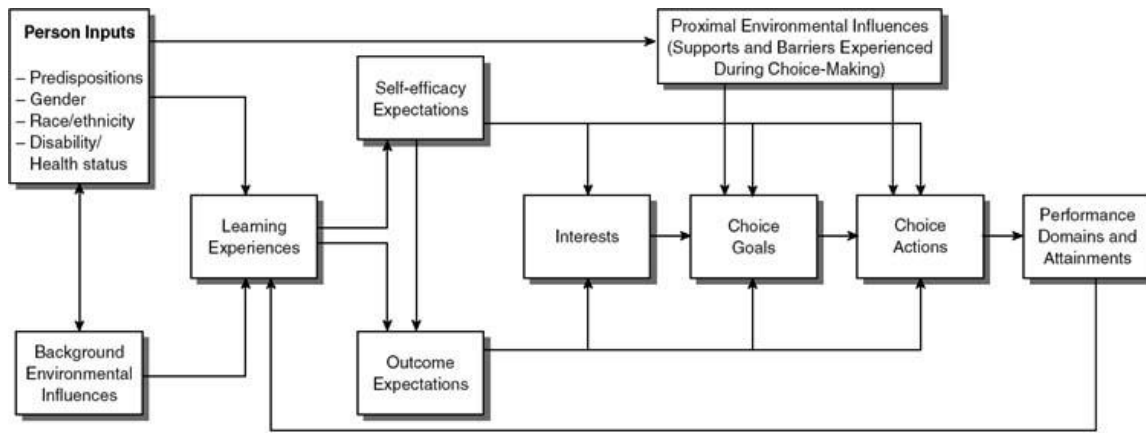 Person Inputs
– Predispositions
– Gender
– Race/ethnicity
– Disability/
Health status
Proximal Environmental Influences
(Supports and Barriers Experienced
During Choice-Making)
Self-efficacy
Expectations
Learning
Experiences
Interests
Choice
Goals
Choice
Actions
Performance
Domains and
Attainments
Background
Environmental
Influences
Outcome
Expectations